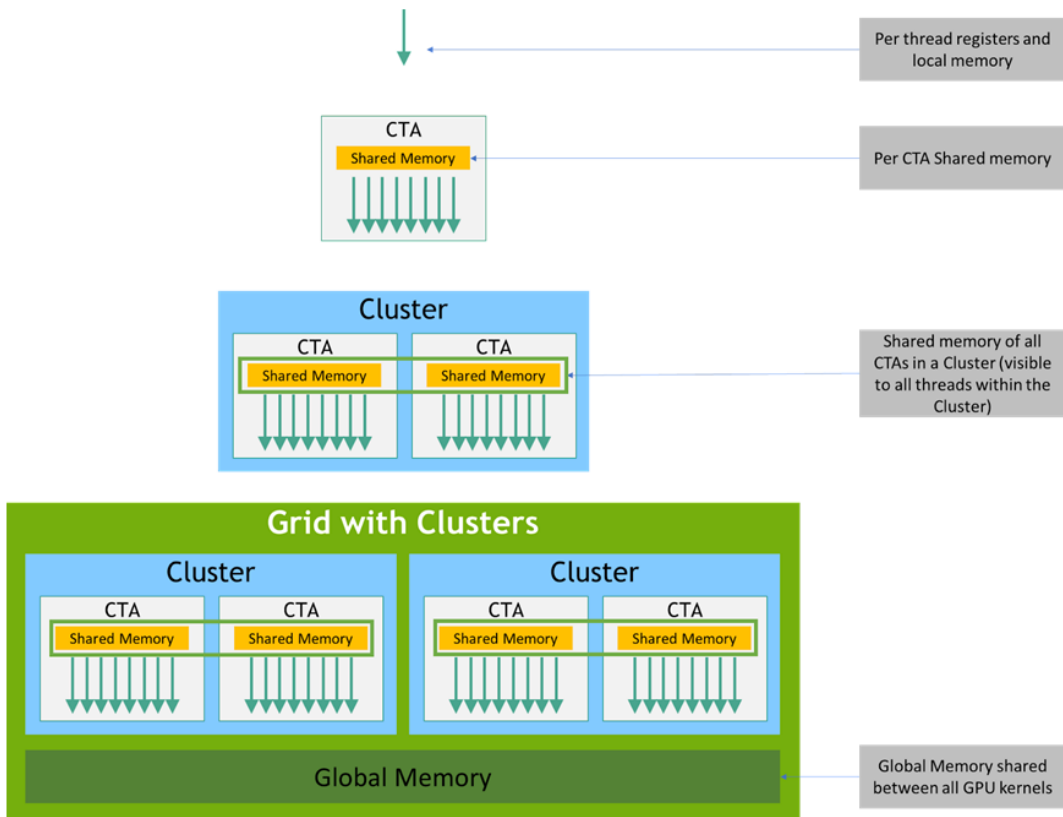 Per thread registers and
local memory
CTA
Shared Memory
Per CTA Shared memory
Cluster
CTA
CTA
Shared Memory
Shared Memory
Shared memory of all
CTAs in a Cluster (visible
to all threads within the
Cluster)
Grid with Clusters
Cluster
Cluster
CTA
CTA
CTA
CTA
Shared Memory
Shared Memory
Shared Memory
Shared Memory
Global Memory
Global Memory shared
between all GPU kernels